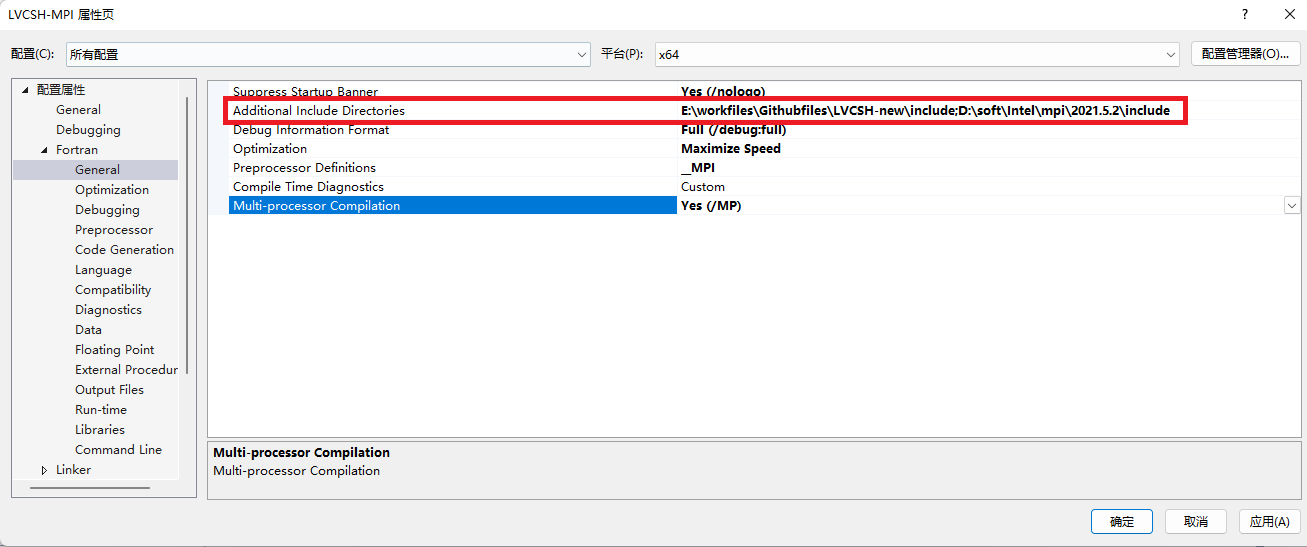 LVCSH-MPI 属性页
?
配置(C):
所有配置
平台(P):
x64
配置管理器(O)...
配置属性
General
Debugging
Fortran
General
Optimization
Debugging
Preprocessor
Code Generation
Language
Compatibility
Diagnostics
Data
Floating Point
External Procedur
Output Files
Run-time
Libraries
Command Line
Linker
Suppress Startup Banner Yes (/nologo)
Additional Include Directories E:\workfiles\Githubfiles\LVCSH-new\include;D:\soft\Intel\mpi\2021.5.2\include
Debug Information Format Full (/debug:full)
Optimization Maximize Speed
Preprocessor Definitions __MPI
Compile Time Diagnostics Custom
Multi-processor Compilation Yes (/MP)
Multi-processor Compilation
Multi-processor Compilation
确定
取消
应用(A)